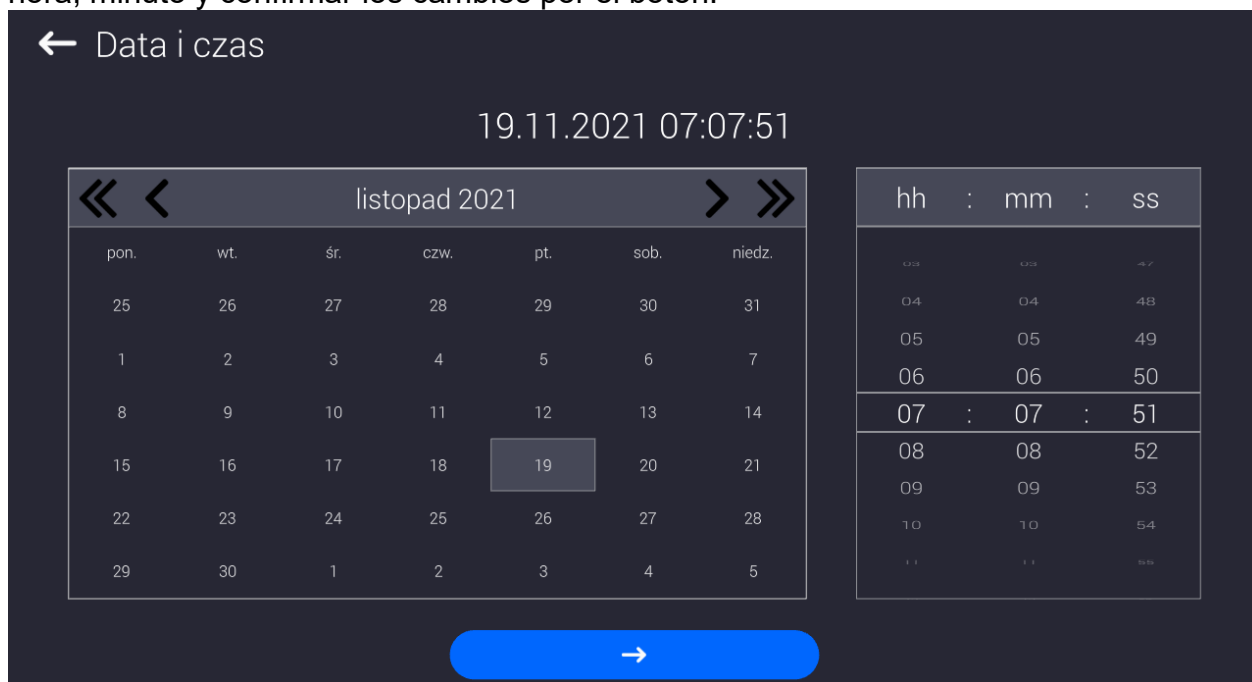 hora, minuto y confirmar los cambios por el botón.
Data i czas
19.11.2021 07:07:51
listopad 2021
pon. wt. śr. czw. pt. sob. niedz.
25 26 27 28 29 30 31
1 2 3 4 5 6 7
8 9 10 11 12 13 14
15 16 17 18 19 20 21
22 23 24 25 26 27 28
29 30 1 2 3 4 5
hh : mm : ss
03 03 47
04 04 48
05 05 49
06 06 50
07 : 07 : 51
08 08 52
09 09 53
10 10 54
11 11 55